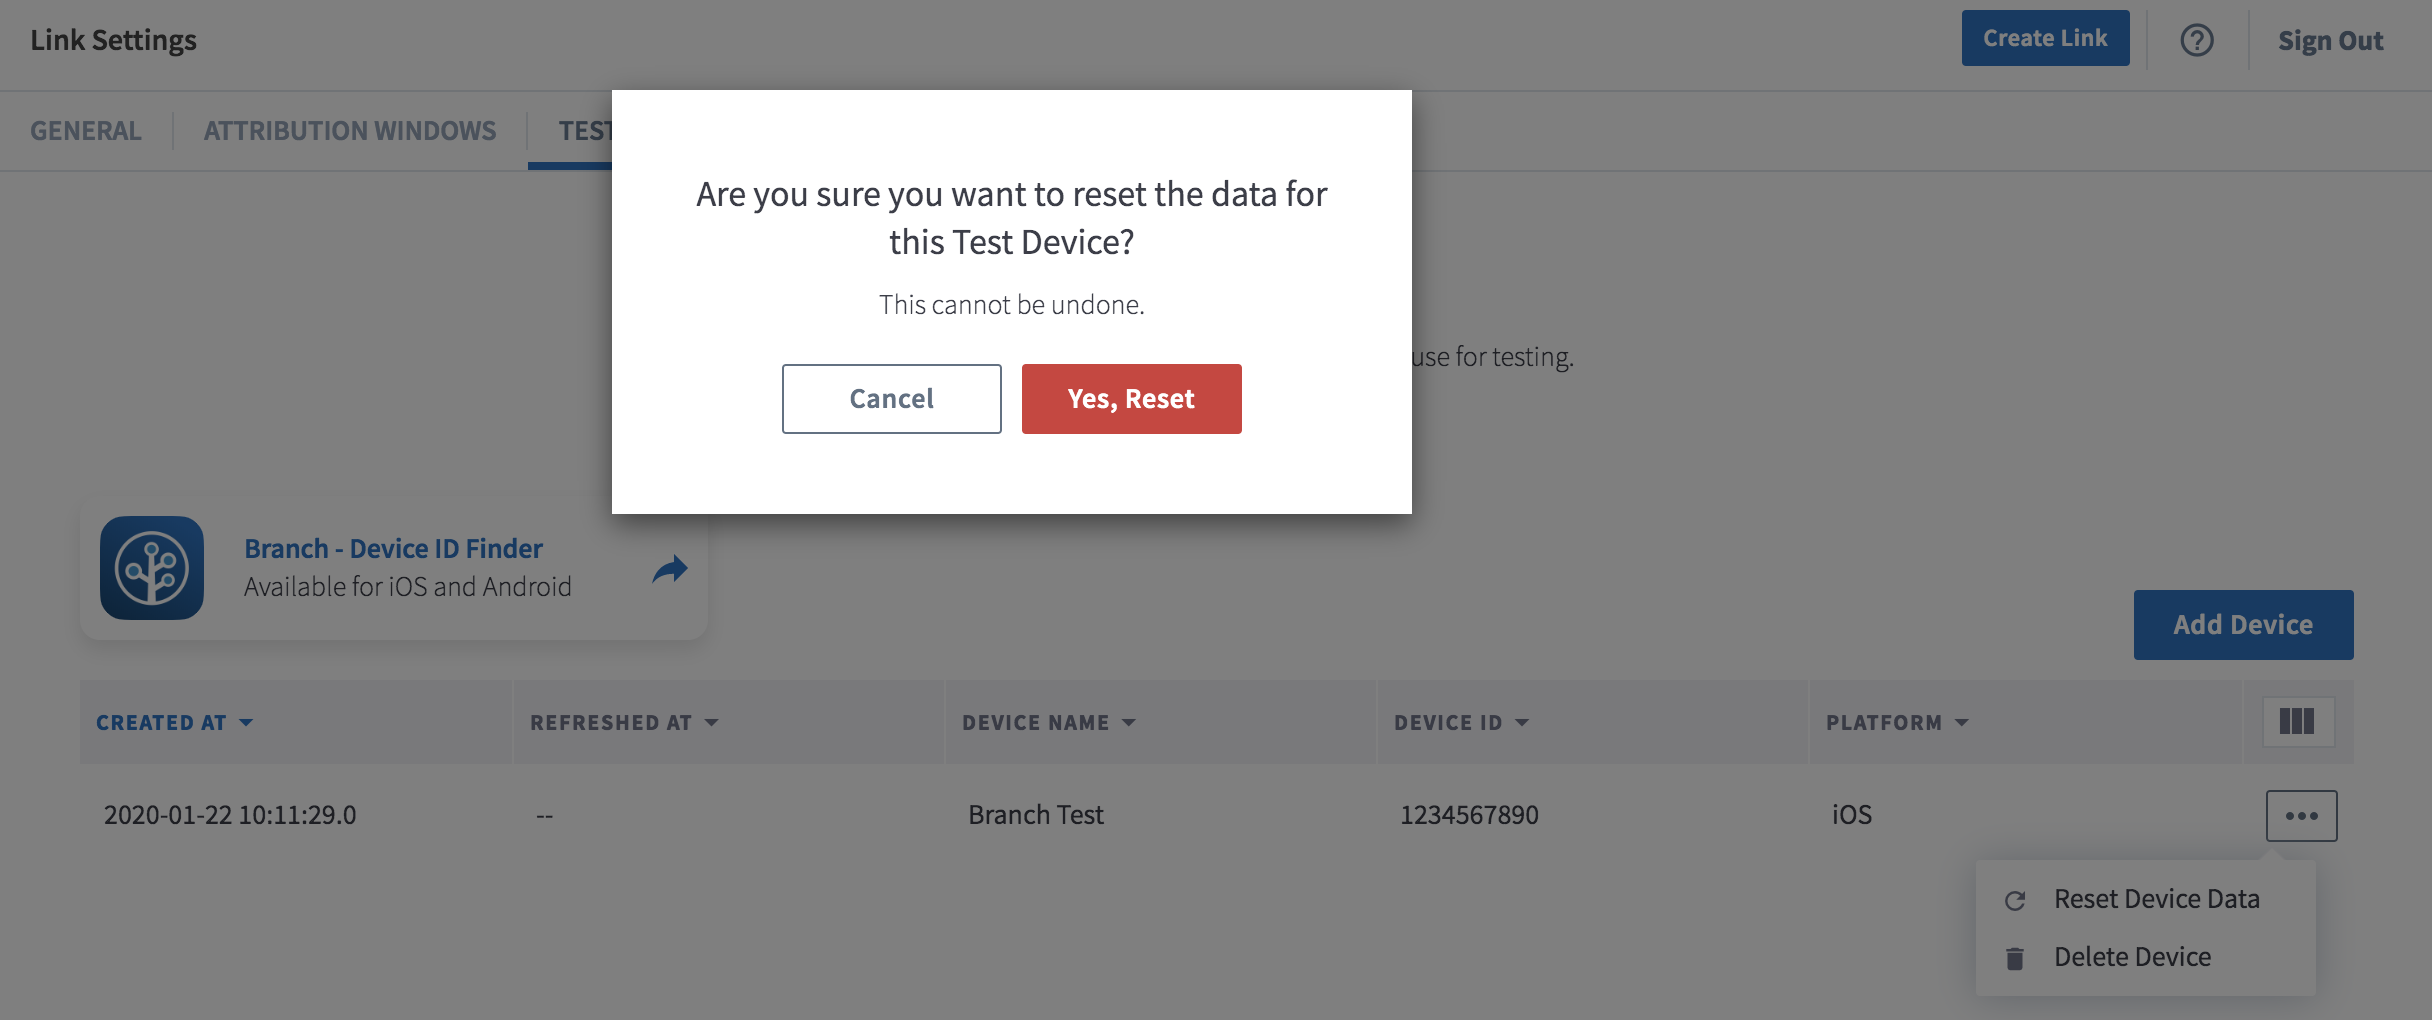 Link Settings
Create Link
Sign Out
GENERAL
ATTRIBUTION WINDOWS
TEST
Are you sure you want to reset the data for
this Test Device?
This cannot be undone.
use for testing.
Cancel
Yes, Reset
Branch - Device ID Finder
Available for iOS and Android
Add Device
CREATED AT
REFRESHED AT
DEVICE NAME
DEVICE ID
PLATFORM
2020-01-22 10:11:29.0
--
Branch Test
1234567890
iOS
Reset Device Data
Delete Device